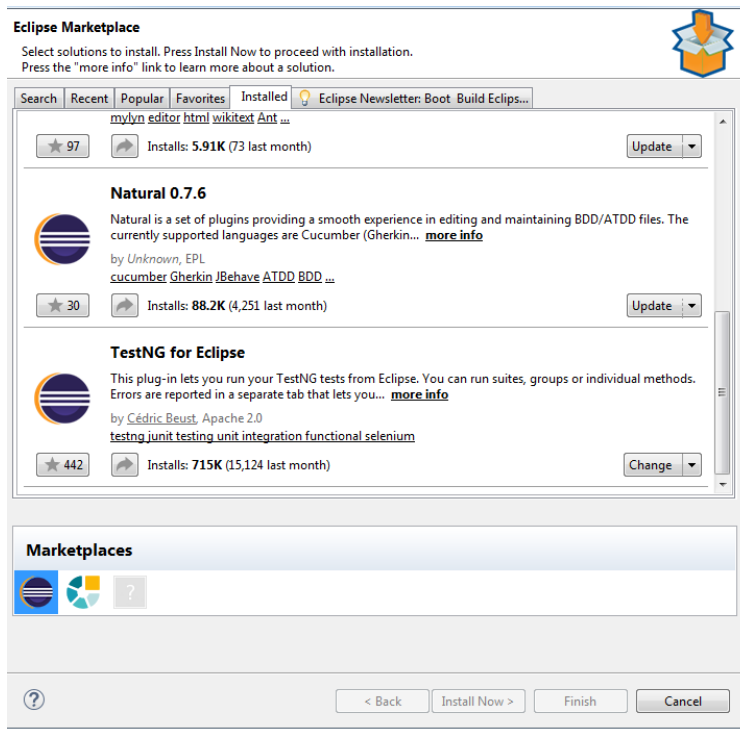 Eclipse Marketplace
Select solutions to install. Press Install Now to proceed with installation.
Press the "more info" link to learn more about a solution.
Search Recent Popular Favorites Installed Eclipse Newsletter: Boot Build Eclips...
mylyn editor html wikitext Ant ...
97 Installs: 5.91K (73 last month) Update
Natural 0.7.6
Natural is a set of plugins providing a smooth experience in editing and maintaining BDD/ATDD files. The
currently supported languages are Cucumber (Gherkin... more info
by Unknown, EPL
cucumber Gherkin JBehave ATDD BDD ...
30 Installs: 88.2K (4,251 last month) Update
TestNG for Eclipse
This plug-in lets you run your TestNG tests from Eclipse. You can run suites, groups or individual methods.
Errors are reported in a separate tab that lets you... more info
by Cédric Beust, Apache 2.0
testng junit testing unit integration functional selenium
442 Installs: 715K (15,124 last month) Change
Marketplaces
?
? < Back Install Now > Finish Cancel